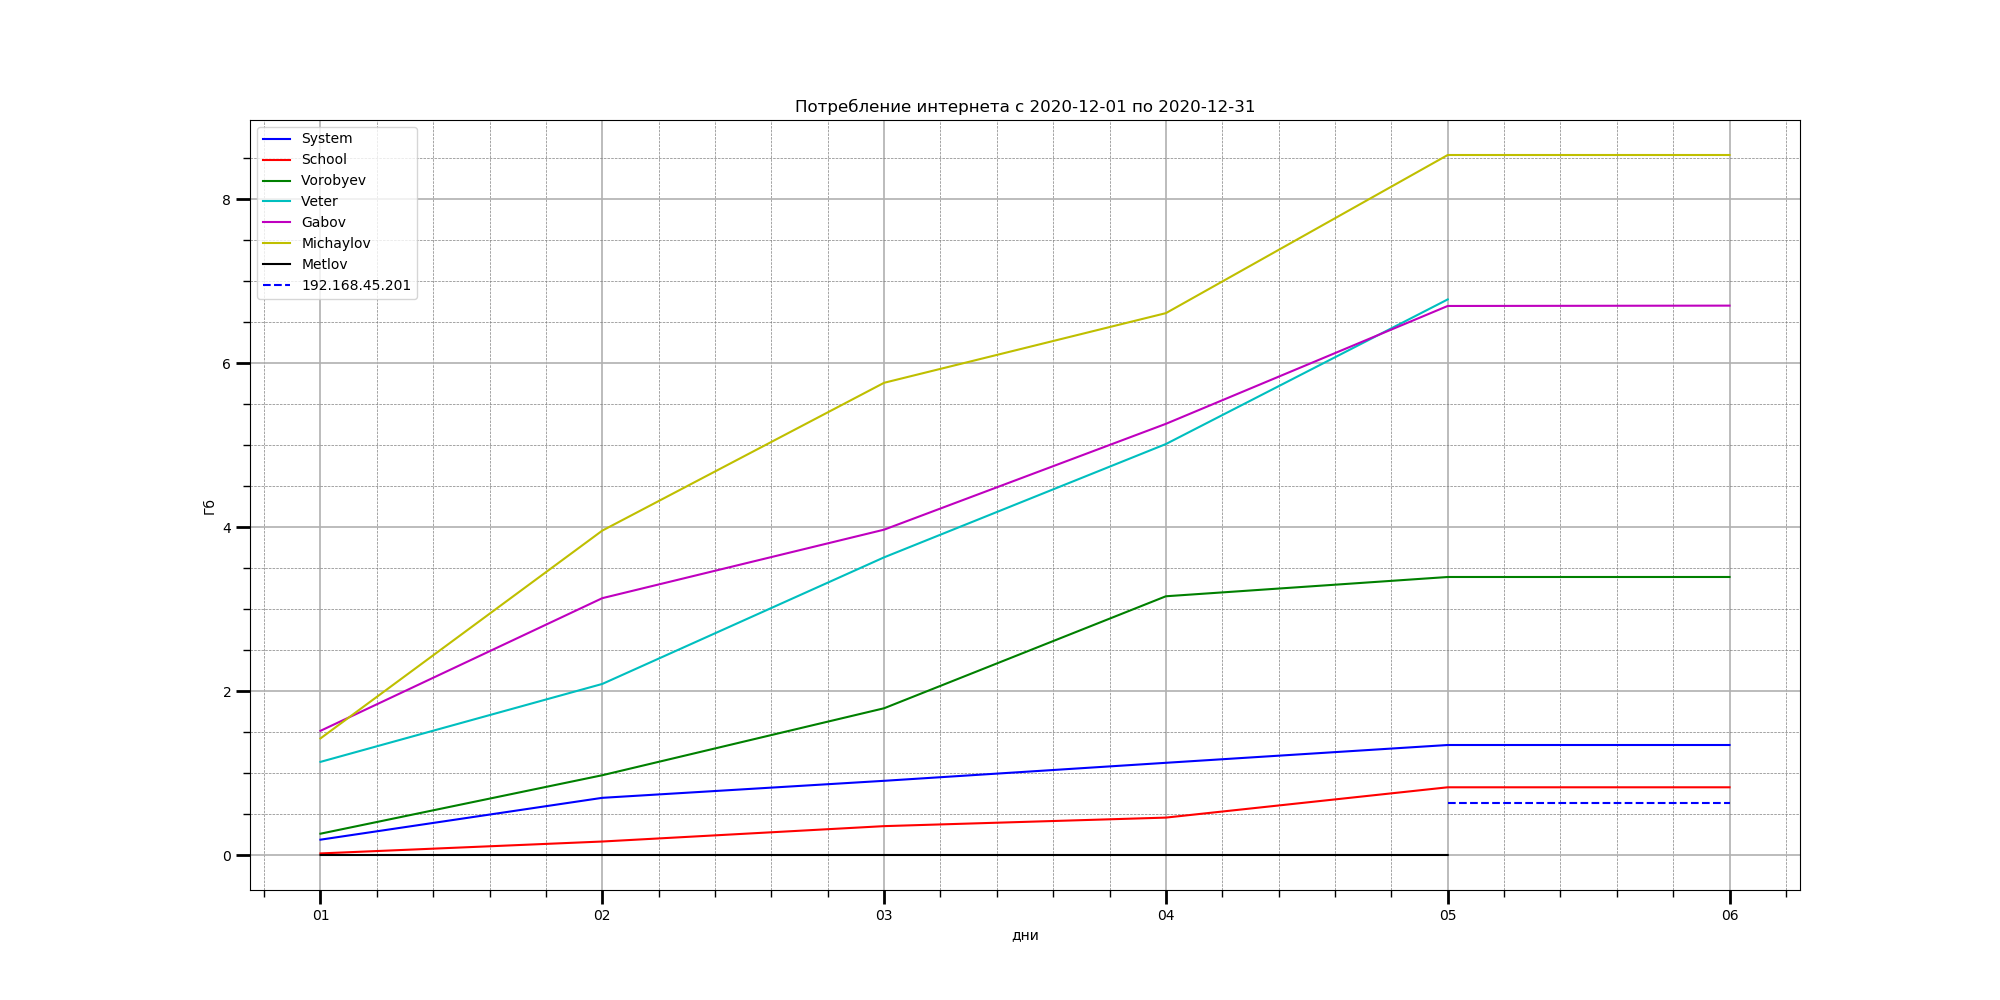 Потребление интернета с 2020-12-01 по 2020-12-31
System
School
Vorobyev
Veter
Gabov
Michaylov
Metlov
192.168.45.201
8
6
4
2
0
Гб
01 02 03 04 05 06
дни